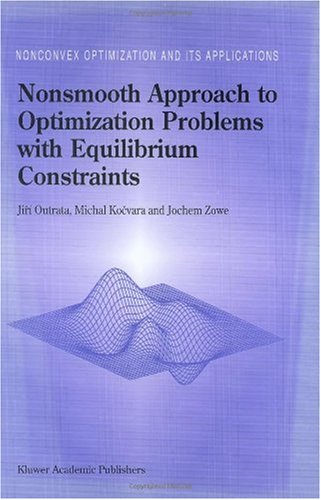 NONCONVEX OPTIMIZATION AND ITS APPLICATIONS
Nonsmooth Approach to
Optimization Problems
with Equilibrium
Constraints
Jiří Outrata, Michal Kočvara and Jochem Zowe
Kluwer Academic Publishers